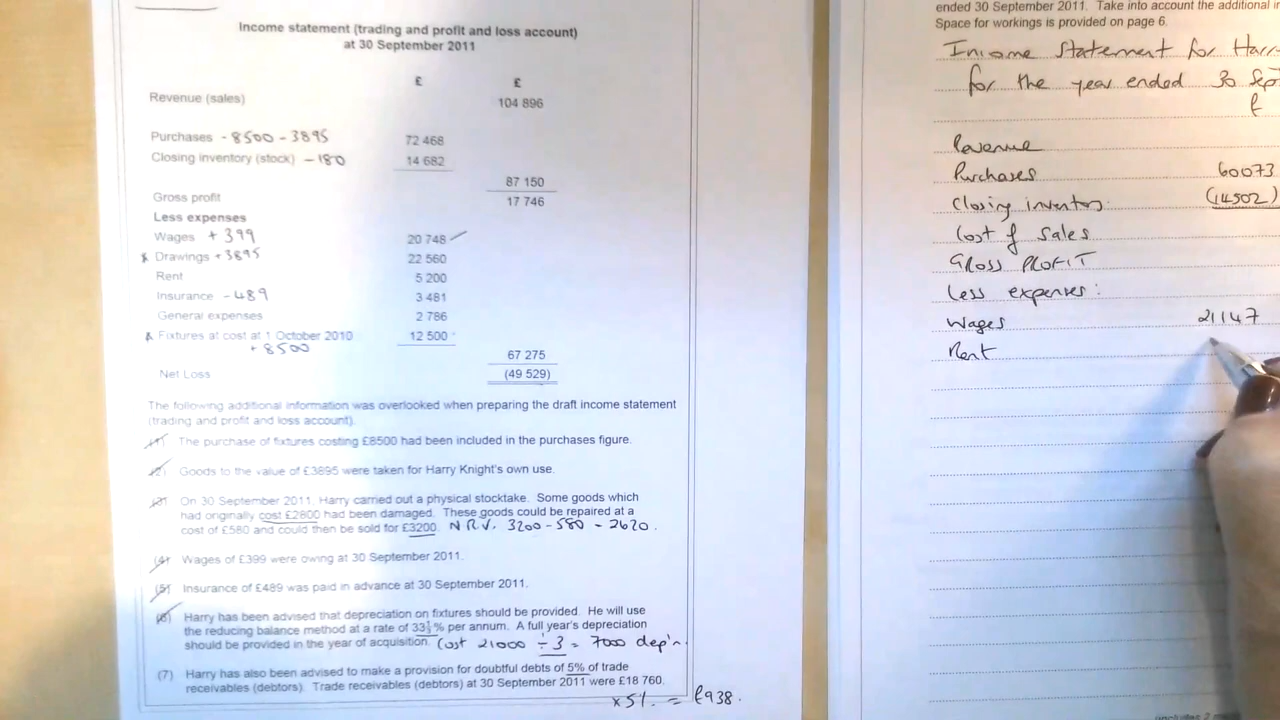 Income statement (trading and profit and loss account)
at 30 September 2011
£ £
Revenue (sales) 104 896
Purchases - 8500 - 3895 72 468
Closing inventory (stock) - 180 14 682
87 150
Gross profit 17 746
Less expenses
Wages + 399 20 748
Drawings + 3895 22 560
Rent 5 200
Insurance - 489 3 481
General expenses 2 786
Fixtures at cost at 1 October 2010 12 500
+ 8500
67 275
Net Loss (49 529)
The following additional information was overlooked when preparing the draft income statement
(trading and profit and loss account).
(1) The purchase of fixtures costing £8500 had been included in the purchases figure.
(2) Goods to the value of £3895 were taken for Harry Knight's own use.
(3) On 30 September 2011, Harry carried out a physical stocktake. Some goods which
had originally cost £2800 had been damaged. These goods could be repaired at a
cost of £580 and could then be sold for £3200. N R V. 3200 - 580 = 2620.
(4) Wages of £399 were owing at 30 September 2011.
(5) Insurance of £489 was paid in advance at 30 September 2011.
(6) Harry has been advised that depreciation on fixtures should be provided. He will use
the reducing balance method at a rate of 33⅓% per annum. A full year's depreciation
should be provided in the year of acquisition. Cost 21000 ÷ 3 = 7000 dep'n
(7) Harry has also been advised to make a provision for doubtful debts of 5% of trade
receivables (debtors). Trade receivables (debtors) at 30 September 2011 were £18 760.
x 5% = £938.
ended 30 September 2011. Take into account the additional
Space for workings is provided on page 6.
Income Statement for Harr
for the year ended 30 Sep
£
Revenue
Purchases 60073
Closing inventory. (14502)
Cost of Sales
GROSS PROFIT
Less expenses:
Wages 21147
Rent